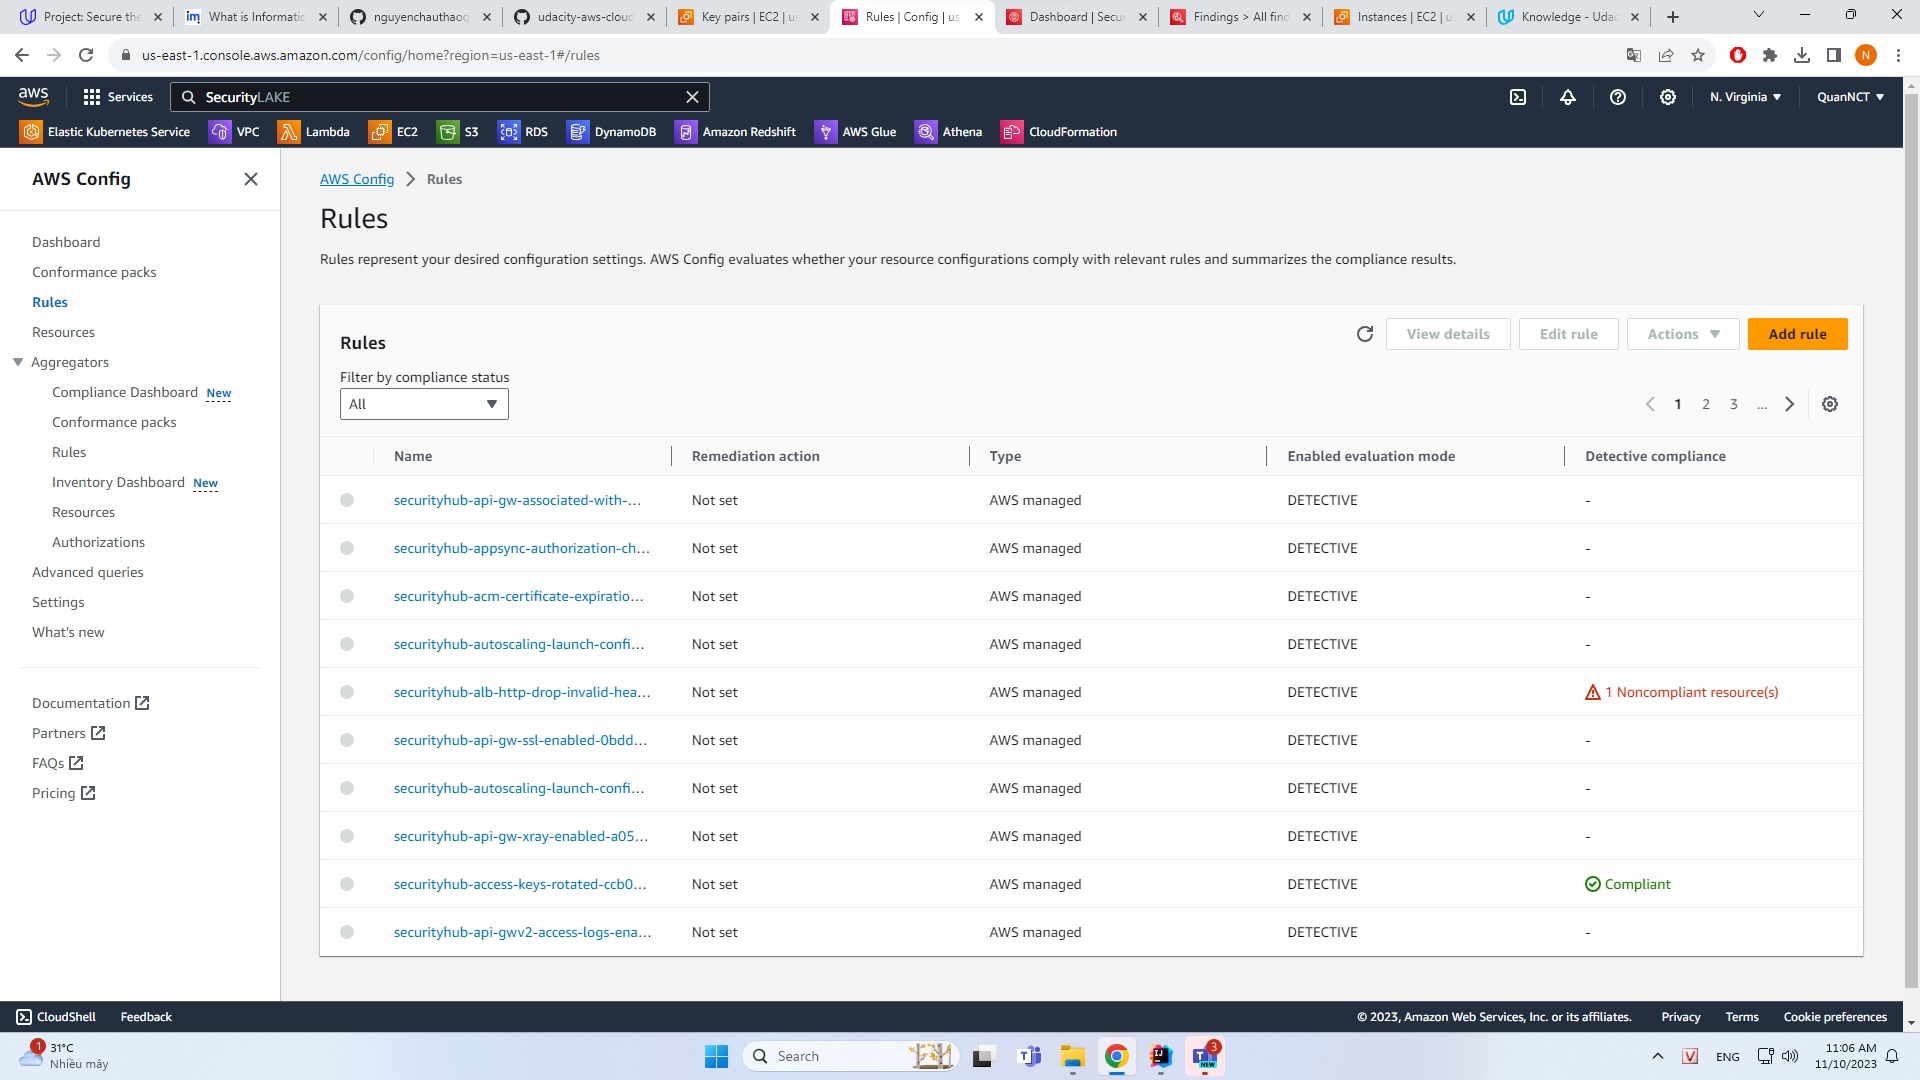 Project: Secure the
What is Informatic
nguyenchauthaoq
udacity-aws-cloud
Key pairs | EC2 | us
Rules | Config | us
Dashboard | Secur
Findings > All find
Instances | EC2 | u
Knowledge - Udac
us-east-1.console.aws.amazon.com/config/home?region=us-east-1#/rules
N
aws
Services
SecurityLAKE
N. Virginia
QuanNCT
Elastic Kubernetes Service
VPC
Lambda
EC2
S3
RDS
DynamoDB
Amazon Redshift
AWS Glue
Athena
CloudFormation
AWS Config
Dashboard
Conformance packs
Rules
Resources
Aggregators
Compliance Dashboard New
Conformance packs
Rules
Inventory Dashboard New
Resources
Authorizations
Advanced queries
Settings
What's new
Documentation
Partners
FAQs
Pricing
AWS Config > Rules
Rules
Rules represent your desired configuration settings. AWS Config evaluates whether your resource configurations comply with relevant rules and summarizes the compliance results.
Rules
View details
Edit rule
Actions
Add rule
Filter by compliance status
All
1 2 3 ...
Name Remediation action Type Enabled evaluation mode Detective compliance
securityhub-api-gw-associated-with-... Not set AWS managed DETECTIVE -
securityhub-appsync-authorization-ch... Not set AWS managed DETECTIVE -
securityhub-acm-certificate-expiratio... Not set AWS managed DETECTIVE -
securityhub-autoscaling-launch-confi... Not set AWS managed DETECTIVE -
securityhub-alb-http-drop-invalid-hea... Not set AWS managed DETECTIVE 1 Noncompliant resource(s)
securityhub-api-gw-ssl-enabled-0bdd... Not set AWS managed DETECTIVE -
securityhub-autoscaling-launch-confi... Not set AWS managed DETECTIVE -
securityhub-api-gw-xray-enabled-a05... Not set AWS managed DETECTIVE -
securityhub-access-keys-rotated-ccb0... Not set AWS managed DETECTIVE Compliant
securityhub-api-gwv2-access-logs-ena... Not set AWS managed DETECTIVE -
CloudShell
Feedback
© 2023, Amazon Web Services, Inc. or its affiliates.
Privacy
Terms
Cookie preferences
1
31°C
Nhiều mây
Search
3
NEW
V
ENG
11:06 AM
11/10/2023